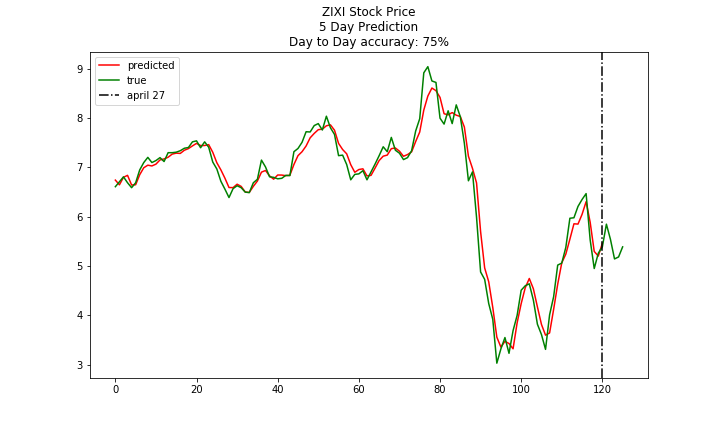 ZIXI Stock Price
5 Day Prediction
Day to Day accuracy: 75%
predicted
true
april 27
9
8
7
6
5
4
3
0
20
40
60
80
100
120